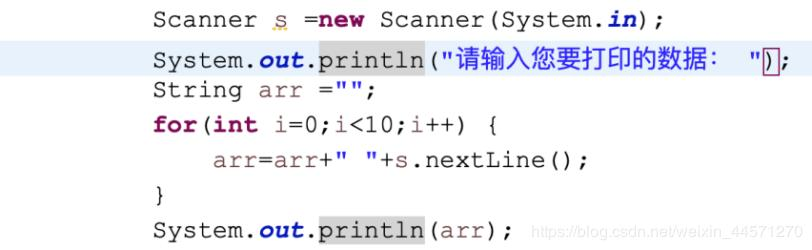 Scanner s =new Scanner(System.in);
System.out.println("请输入您要打印的数据： ");
String arr ="";
for(int i=0;i<10;i++) {
arr=arr+" "+s.nextLine();
}
System.out.println(arr);
https://blog.csdn.net/weixin_44571270